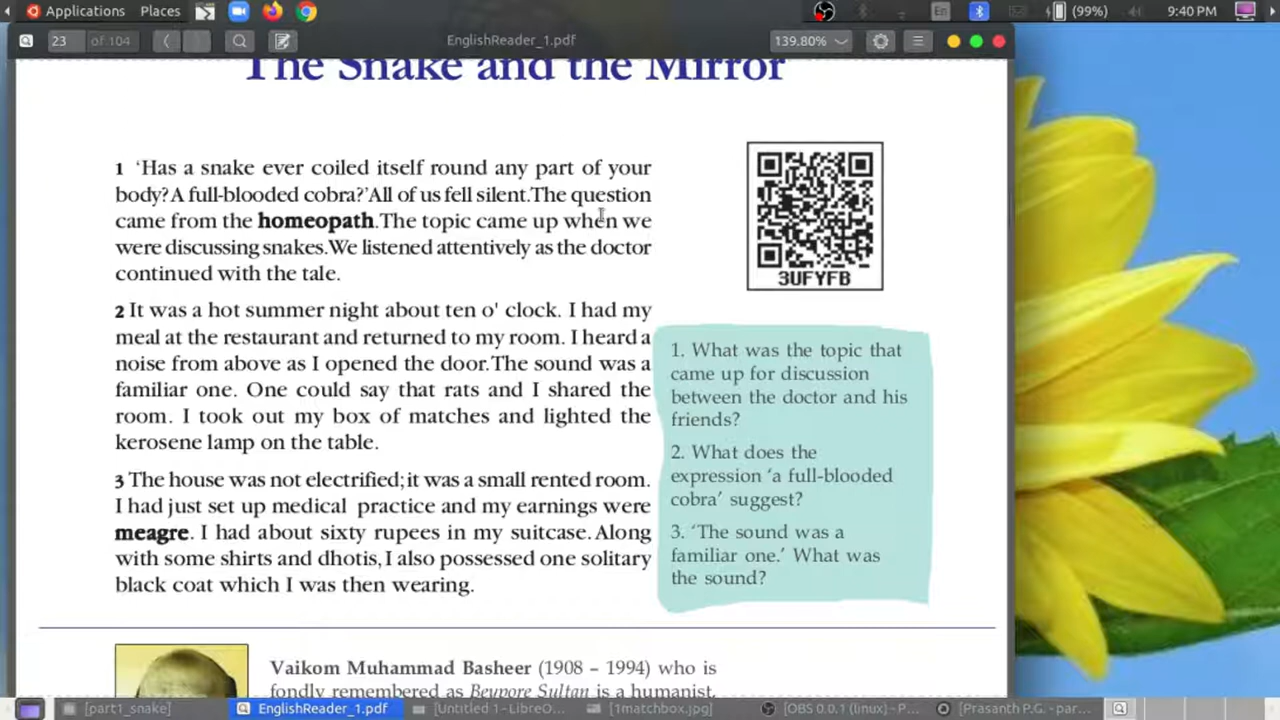 Applications Places
En
(99%)
9:40 PM
23 of 104
EnglishReader_1.pdf
139.80%
The Snake and the Mirror
1 'Has a snake ever coiled itself round any part of your
body? A full-blooded cobra?' All of us fell silent. The question
came from the homeopath. The topic came up when we
were discussing snakes. We listened attentively as the doctor
continued with the tale.
2 It was a hot summer night about ten o' clock. I had my
meal at the restaurant and returned to my room. I heard a
noise from above as I opened the door. The sound was a
familiar one. One could say that rats and I shared the
room. I took out my box of matches and lighted the
kerosene lamp on the table.
3 The house was not electrified; it was a small rented room.
I had just set up medical practice and my earnings were
meagre. I had about sixty rupees in my suitcase. Along
with some shirts and dhotis, I also possessed one solitary
black coat which I was then wearing.
3UFYFB
1. What was the topic that
came up for discussion
between the doctor and his
friends?
2. What does the
expression 'a full-blooded
cobra' suggest?
3. 'The sound was a
familiar one.' What was
the sound?
Vaikom Muhammad Basheer (1908 – 1994) who is
fondly remembered as Beypore Sultan is a humanist,
[part1_snake]
EnglishReader_1.pdf
[Untitled 1 - LibreO...
[1matchbox.jpg]
[OBS 0.0.1 (linux) - P...
[Prasanth P.G. - par...